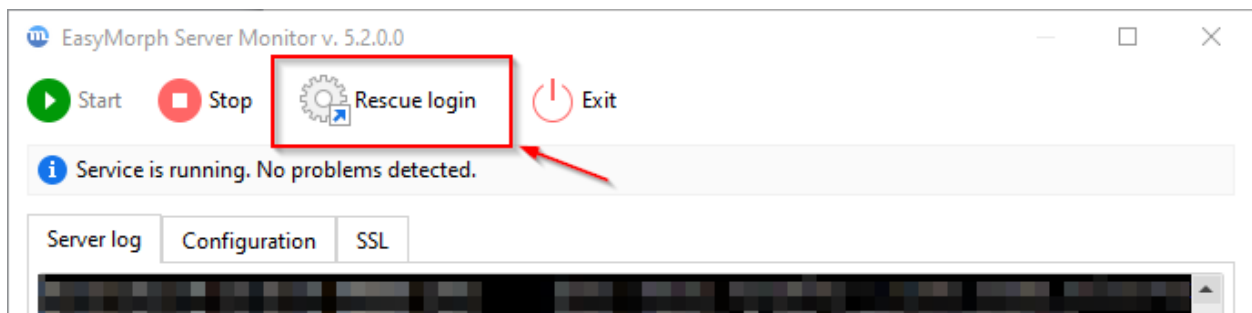 EasyMorph Server Monitor v. 5.2.0.0
Start Stop Rescue login Exit
Service is running. No problems detected.
Server log Configuration SSL